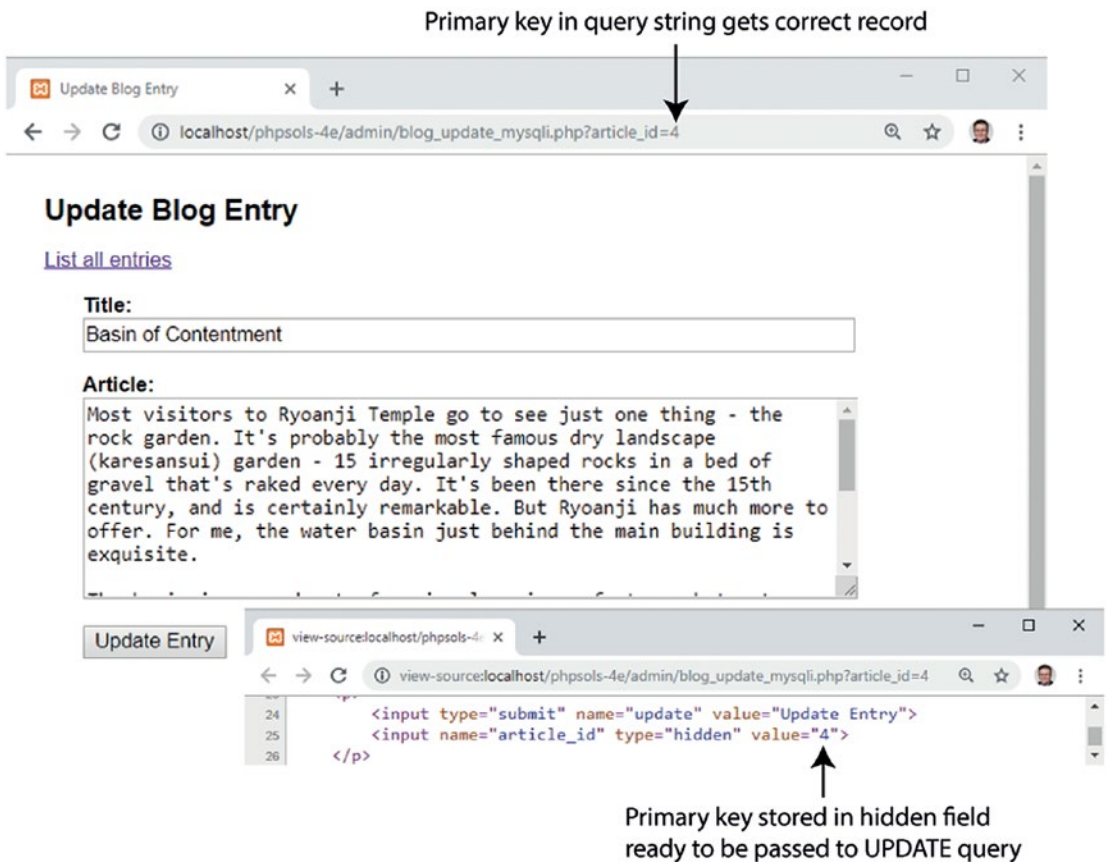 Primary key in query string gets correct record
Update Blog Entry
localhost/phpsols-4e/admin/blog_update_mysqli.php?article_id=4
Update Blog Entry
List all entries
Title:
Basin of Contentment
Article:
Most visitors to Ryoanji Temple go to see just one thing - the
rock garden. It's probably the most famous dry landscape
(karesansui) garden - 15 irregularly shaped rocks in a bed of
gravel that's raked every day. It's been there since the 15th
century, and is certainly remarkable. But Ryoanji has much more to
offer. For me, the water basin just behind the main building is
exquisite.
Update Entry
view-source:localhost/phpsols-4e
view-source:localhost/phpsols-4e/admin/blog_update_mysqli.php?article_id=4
24 <input type="submit" name="update" value="Update Entry">
25 <input name="article_id" type="hidden" value="4">
26 </p>
Primary key stored in hidden field
ready to be passed to UPDATE query